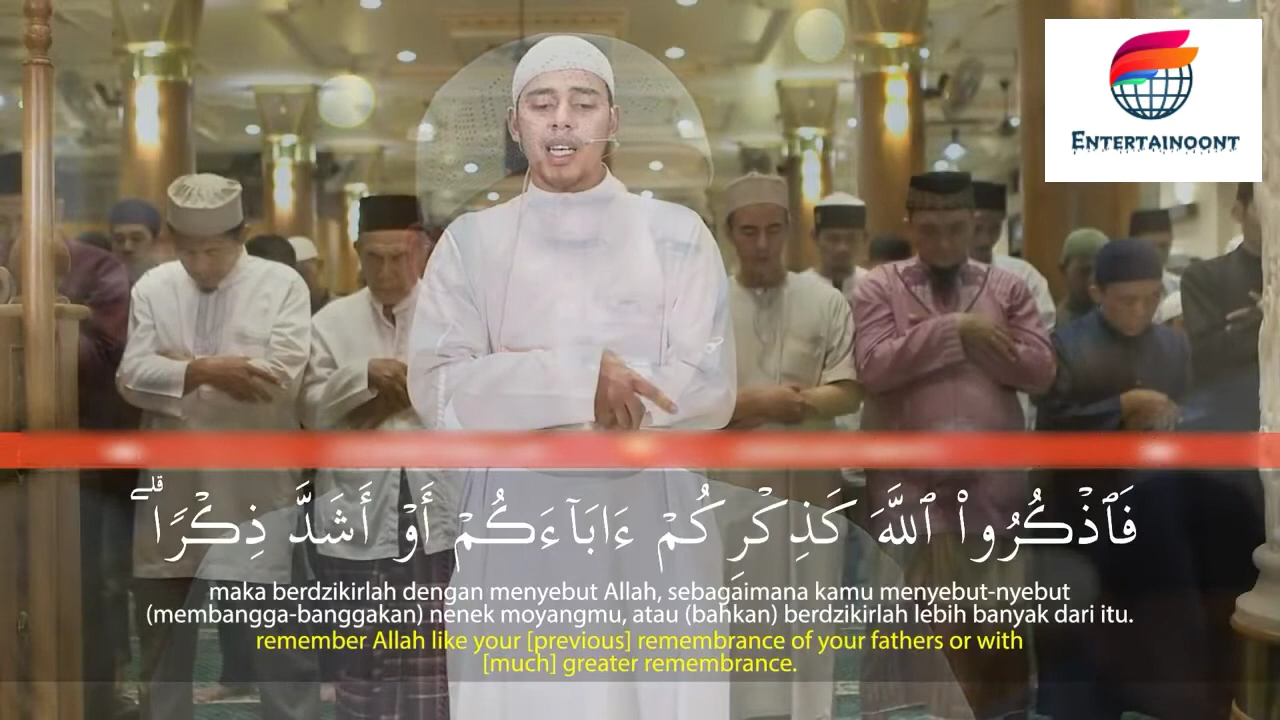 ENTERTAINOONT
فَٱذْكُرُوا۟ ٱللَّهَ كَذِكْرِكُمْ ءَابَآءَكُمْ أَوْ أَشَدَّ ذِكْرًا ۗ
maka berdzikirlah dengan menyebut Allah, sebagaimana kamu menyebut-nyebut
(membangga-banggakan) nenek moyangmu, atau (bahkan) berdzikirlah lebih banyak dari itu.
remember Allah like your [previous] remembrance of your fathers or with
[much] greater remembrance.